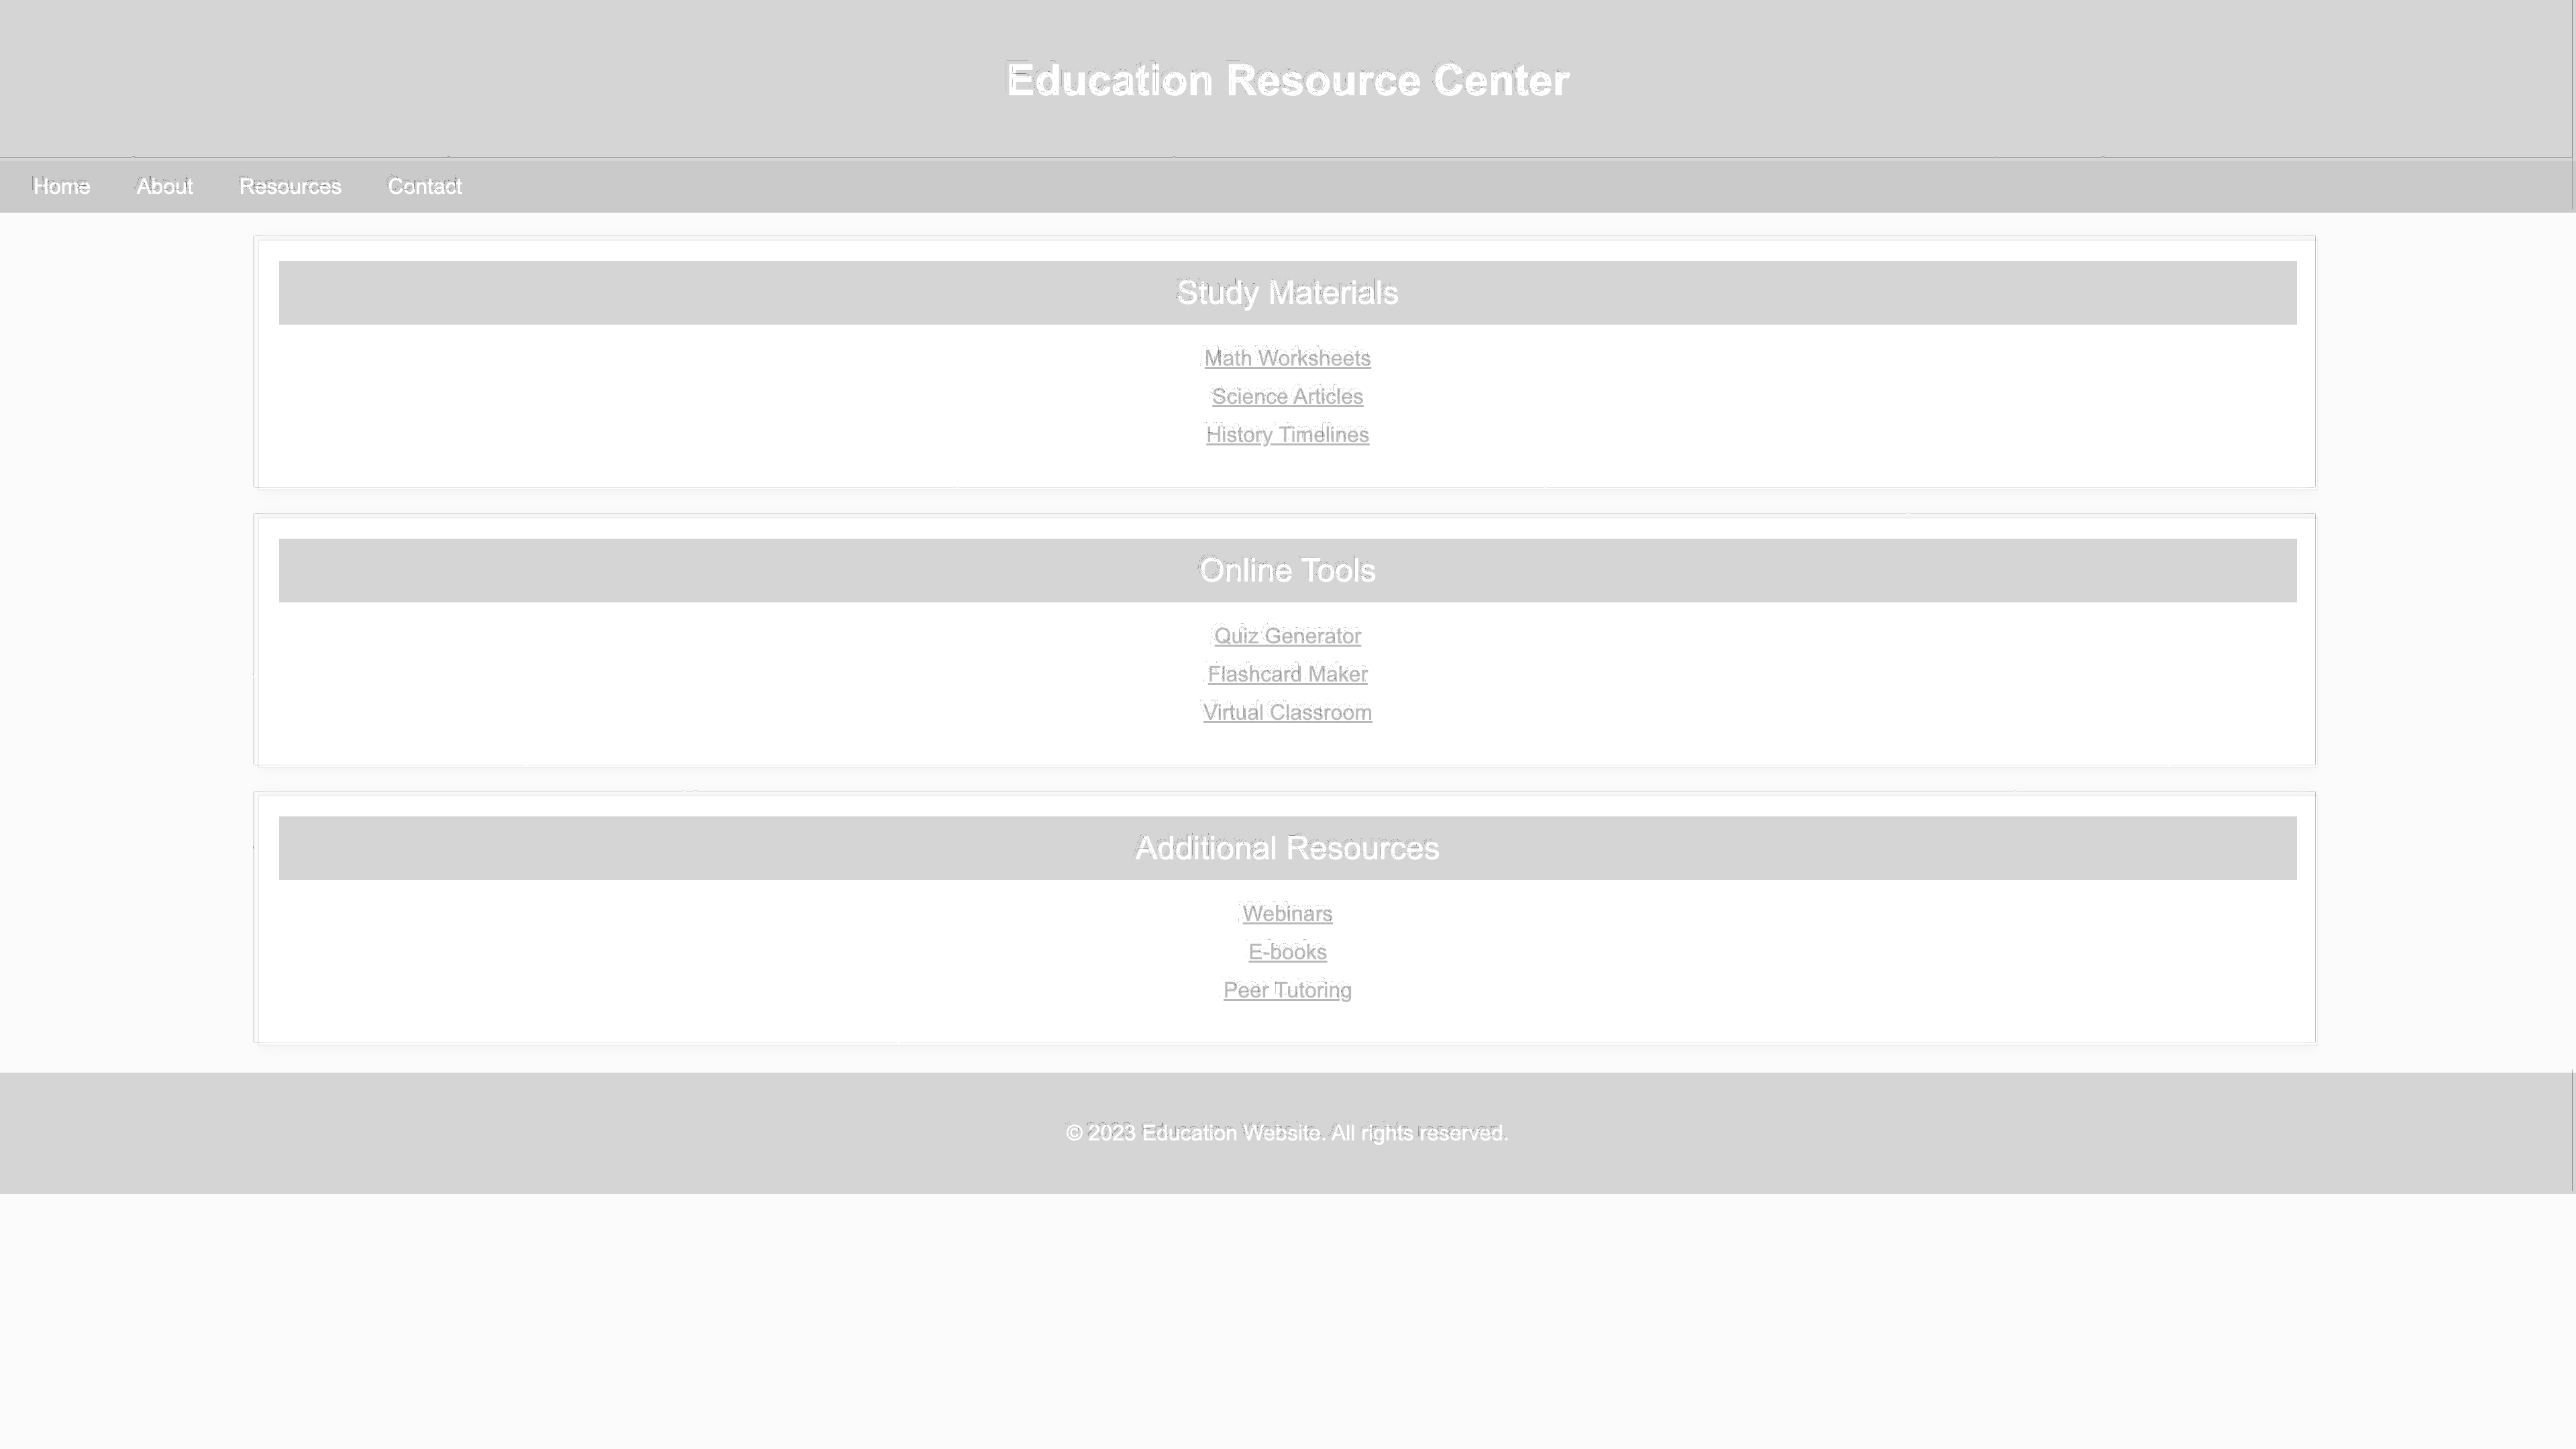 Education Resource Center
Home About Resources Contact
Study Materials
Math Worksheets
Science Articles
History Timelines
Online Tools
Quiz Generator
Flashcard Maker
Virtual Classroom
Additional Resources
Webinars
E-books
Peer Tutoring
© 2023 Education Website. All rights reserved.